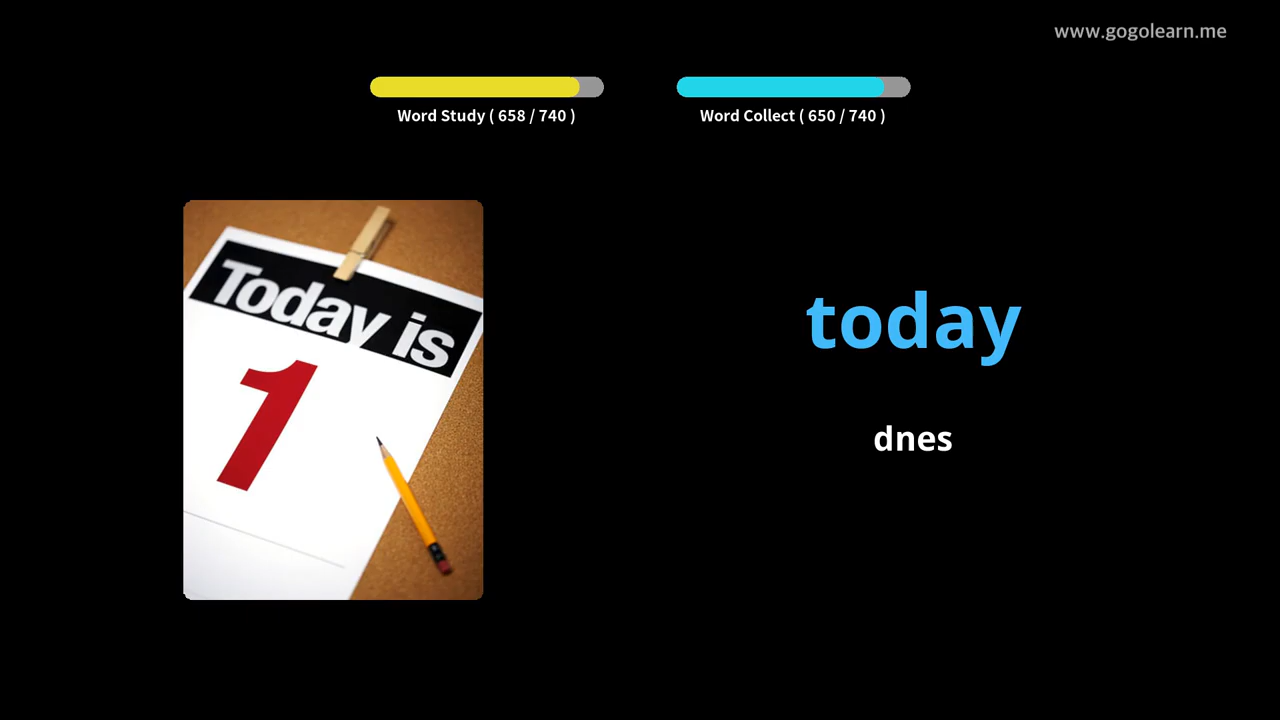 www.gogolearn.me
Word Study ( 658 / 740 )
Word Collect ( 650 / 740 )
Today is
1
today
dnes